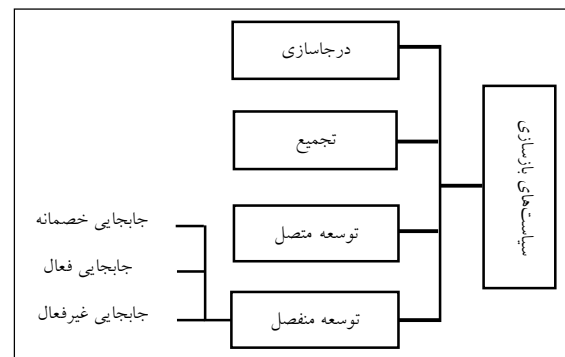 سیاست‌های بازسازی
درجاسازی
تجمیع
توسعه متصل
توسعه منفصل
جابجایی خصمانه
جابجایی فعال
جابجایی غیرفعال